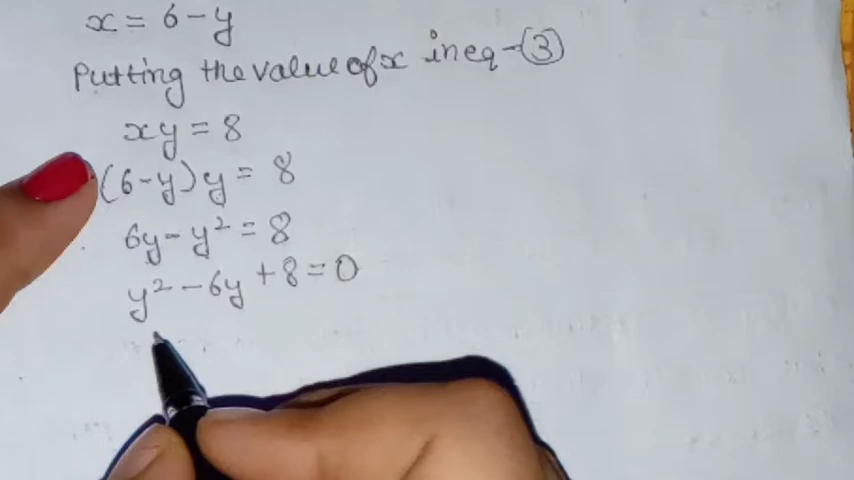 x = 6 - y
Putting the value of x in eq - (3)
xy = 8
(6-y) y = 8
6y - y² = 8
y² - 6y + 8 = 0